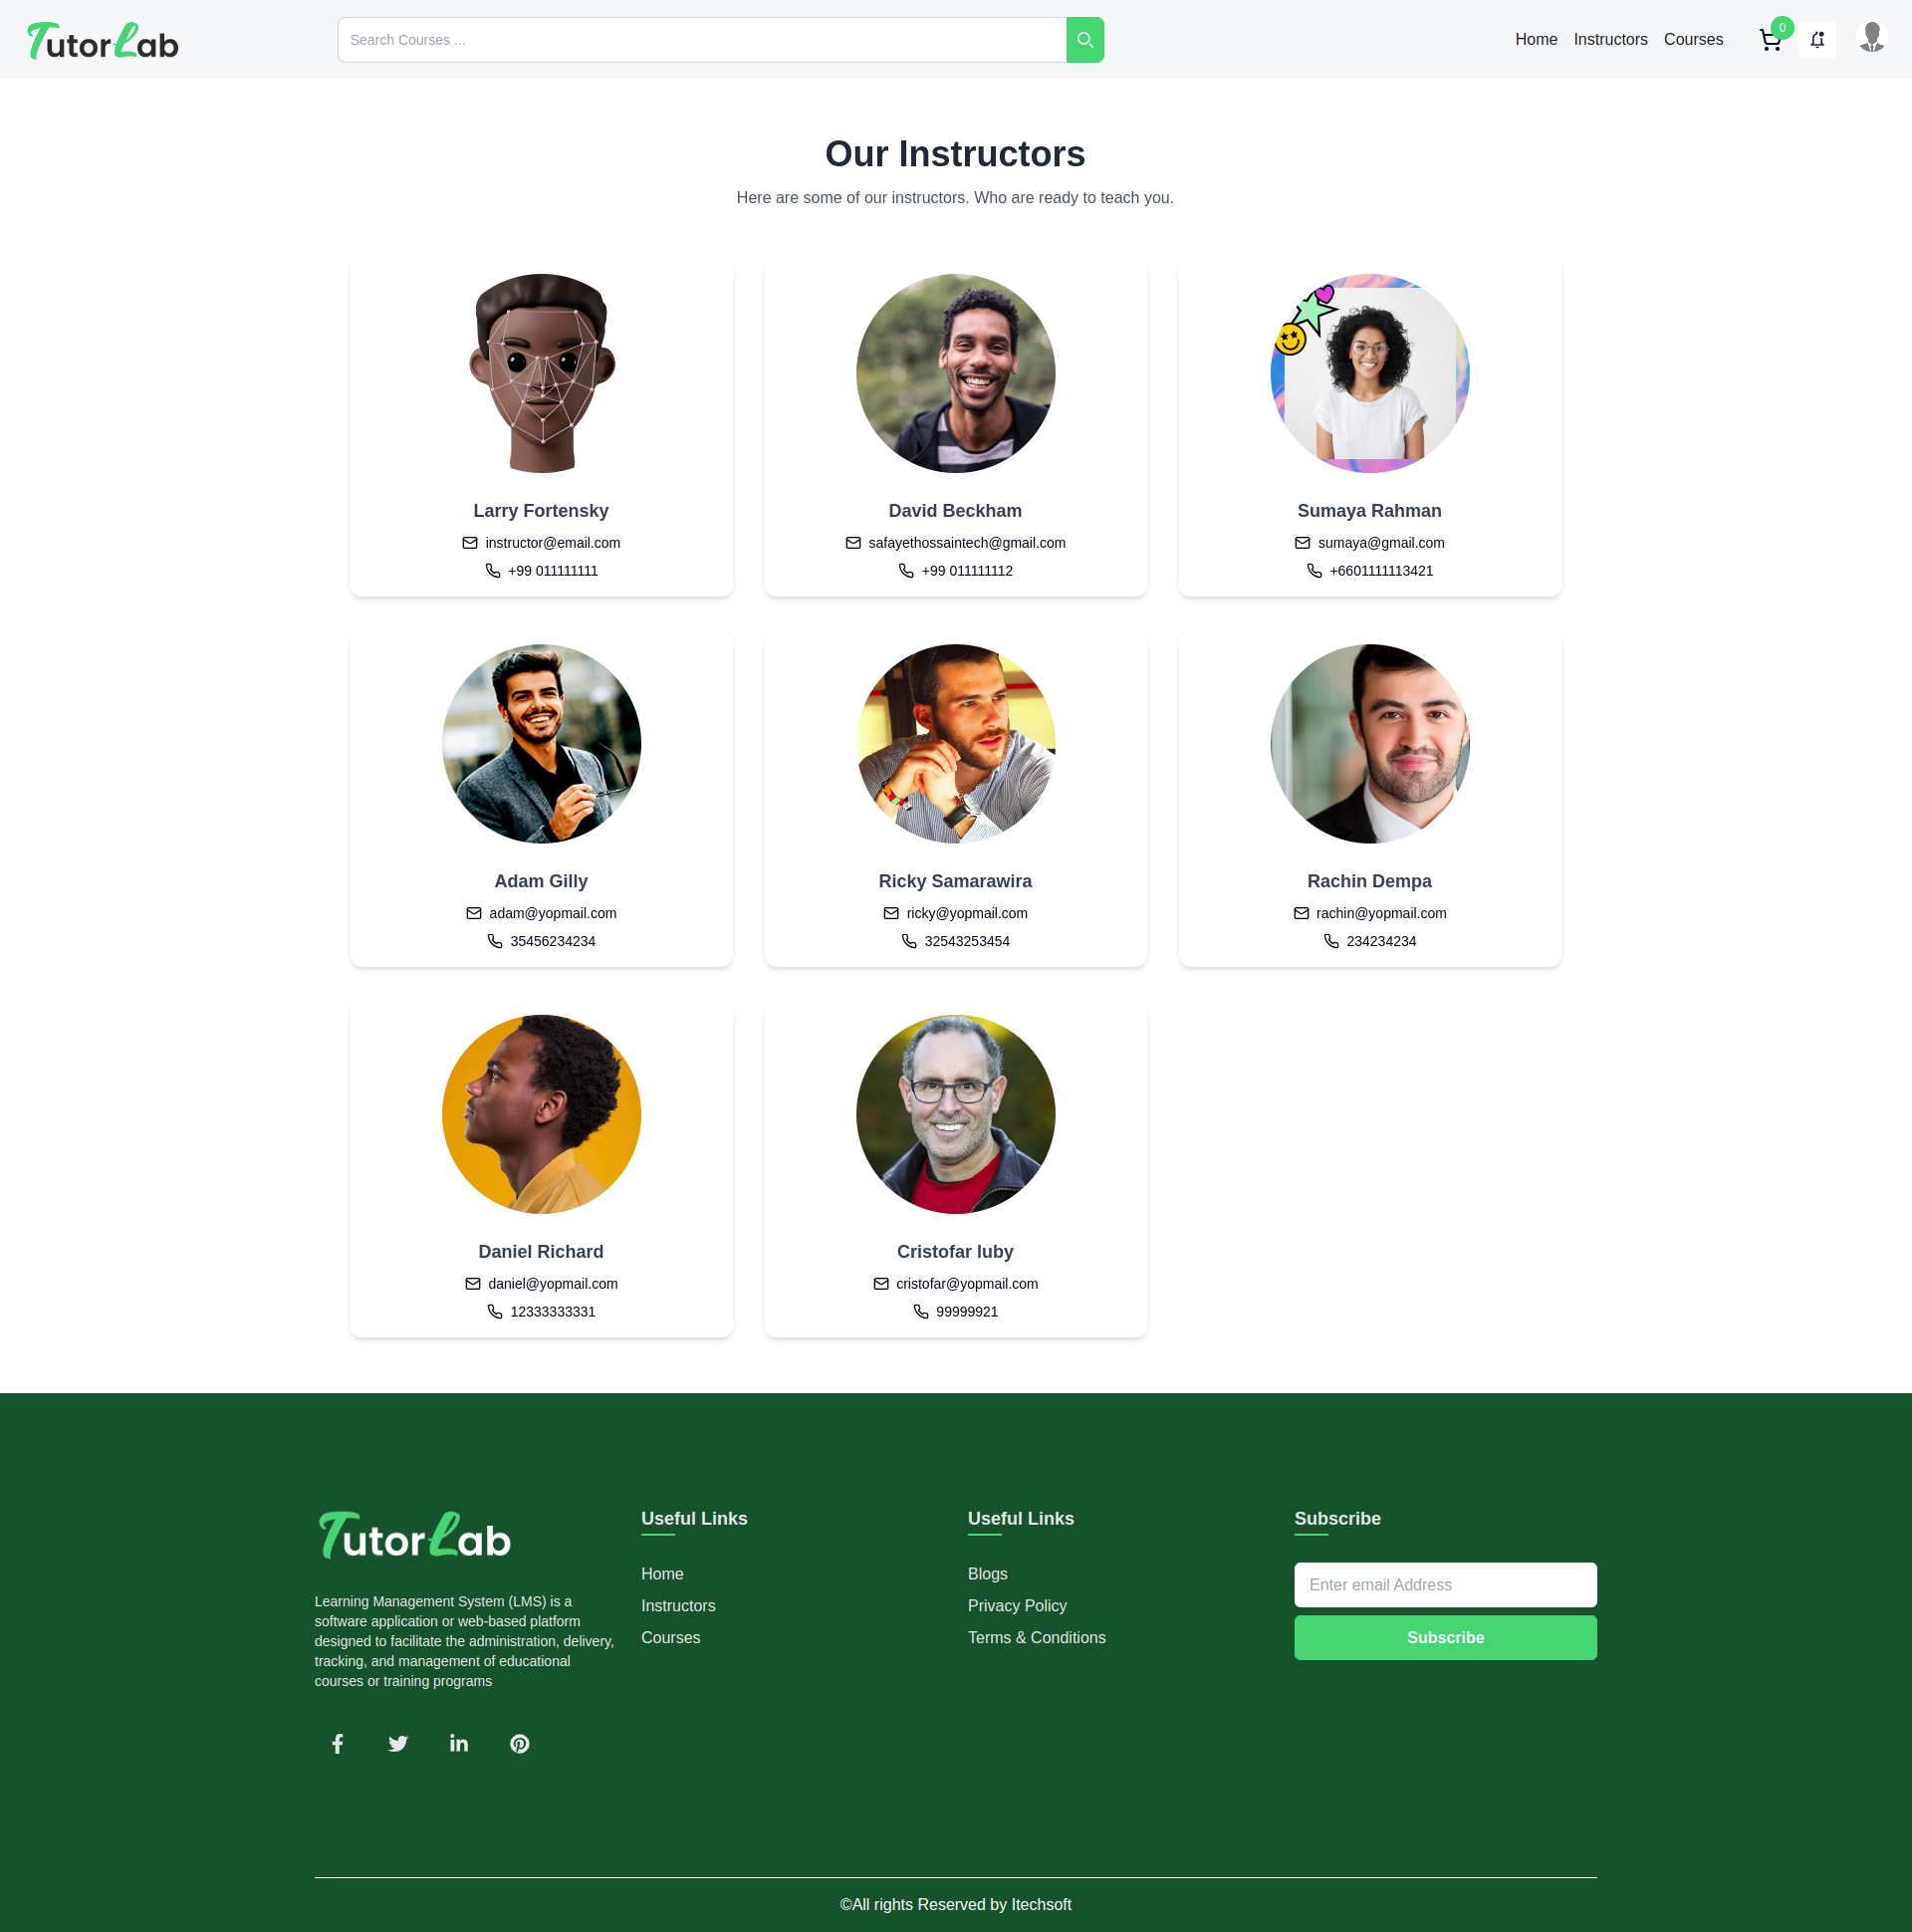 TutorLab
Search Courses ...
Home Instructors Courses
0
Our Instructors
Here are some of our instructors. Who are ready to teach you.
Larry Fortensky
instructor@email.com
+99 011111111
David Beckham
safayethossaintech@gmail.com
+99 011111112
Sumaya Rahman
sumaya@gmail.com
+6601111113421
Adam Gilly
adam@yopmail.com
35456234234
Ricky Samarawira
ricky@yopmail.com
32543253454
Rachin Dempa
rachin@yopmail.com
234234234
Daniel Richard
daniel@yopmail.com
12333333331
Cristofar luby
cristofar@yopmail.com
99999921
TutorLab
Learning Management System (LMS) is a
software application or web-based platform
designed to facilitate the administration, delivery,
tracking, and management of educational
courses or training programs
Useful Links
Home
Instructors
Courses
Useful Links
Blogs
Privacy Policy
Terms & Conditions
Subscribe
Enter email Address
Subscribe
©All rights Reserved by Itechsoft